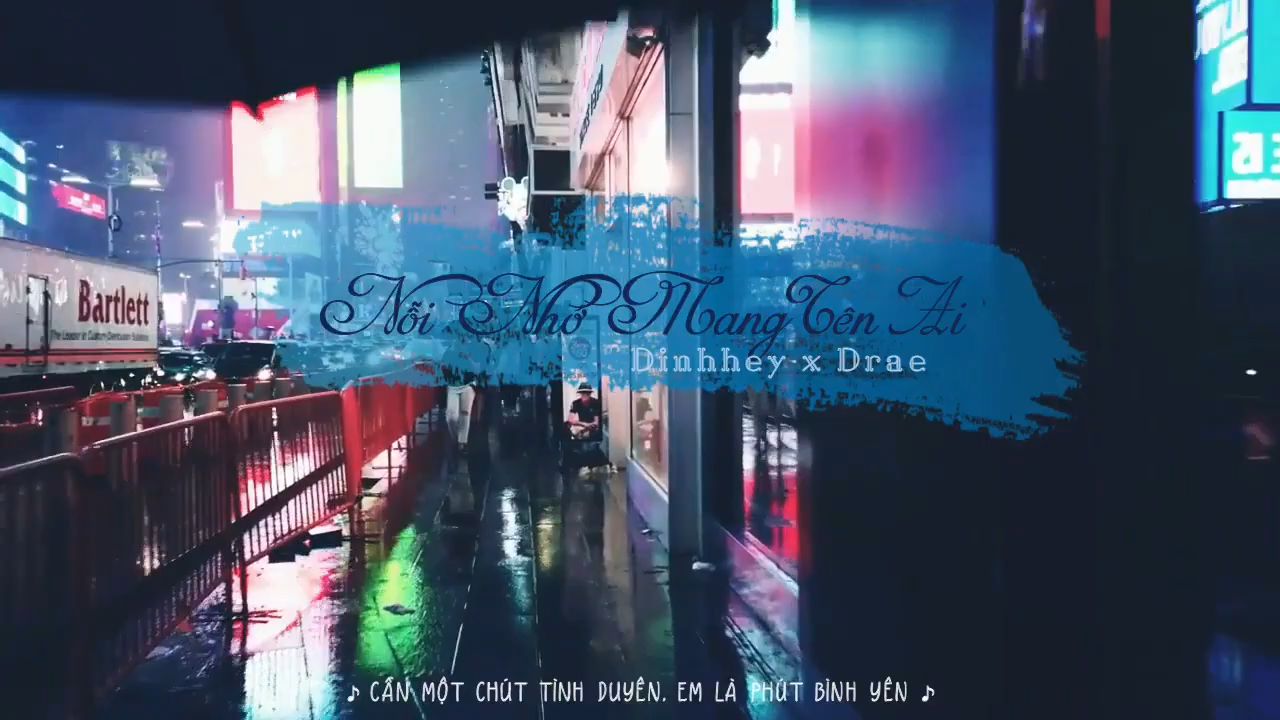 Bartlett
Nỗi Nhớ Mang Tên Ai
Dinhhey x Drae
♪ CẦN MỘT CHÚT TÌNH DUYÊN. EM LÀ PHÚT BÌNH YÊN ♪